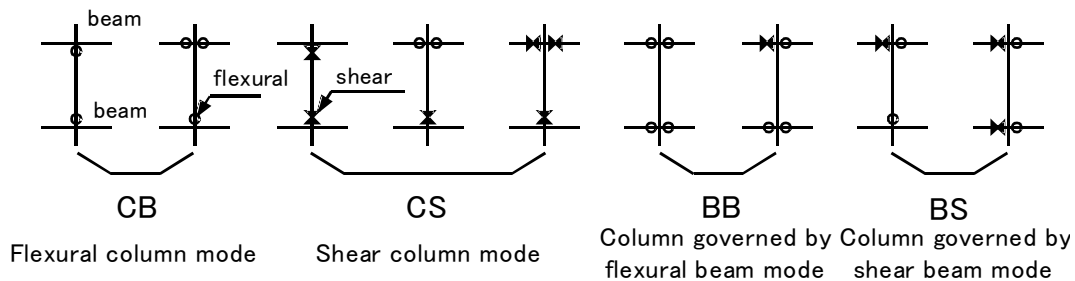 beam
flexural
shear
beam
CB
CS
BB
BS
Flexural column mode
Shear column mode
Column governed by
flexural beam mode
Column governed by
shear beam mode